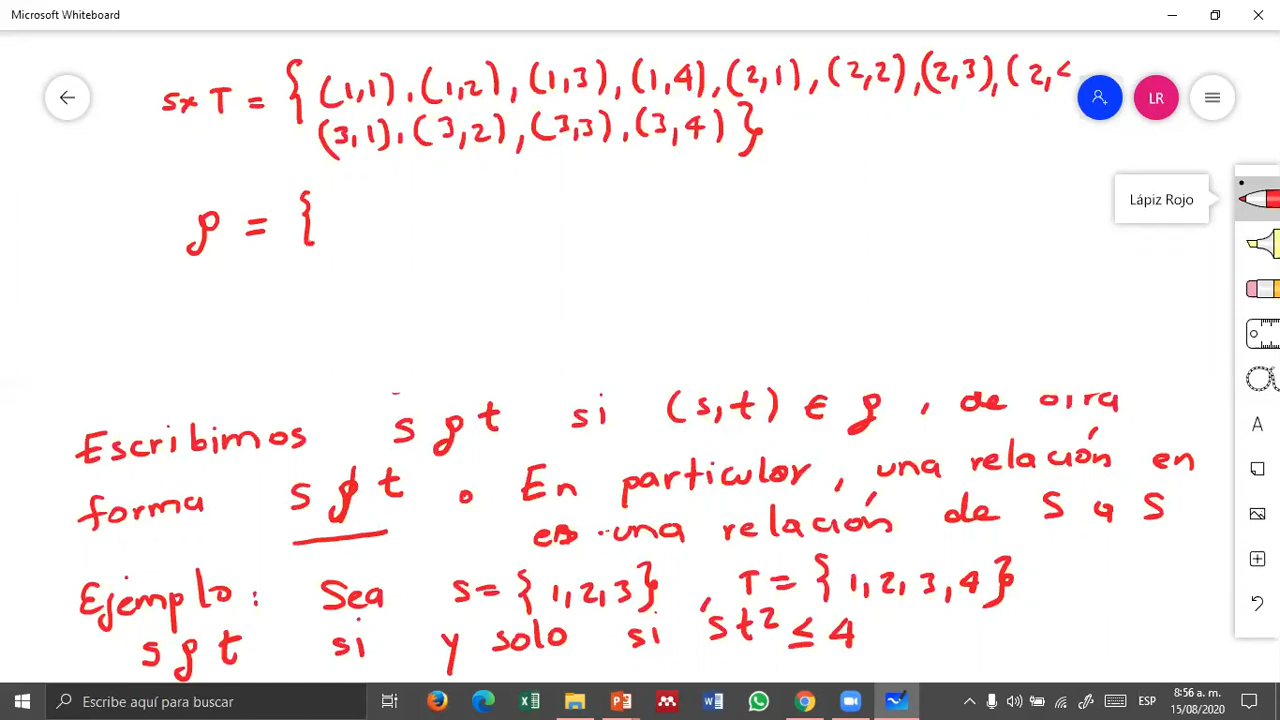 Microsoft Whiteboard
S x T = { (1,1), (1,2), (1,3), (1,4), (2,1), (2,2), (2,3), (2,
(3,1), (3,2), (3,3), (3,4) }
LR
Lápiz Rojo
ρ = {
Escribimos s ρ t si (s,t) ∈ ρ, de otra
forma s ρ̸ t . En particular, una relación en
es una relación de S a S
Ejemplo: Sea S = { 1,2,3}, T = { 1,2,3,4}
s ρ t si y solo si st² ≤ 4
A
Escribe aquí para buscar
ESP
8:56 a. m.
15/08/2020